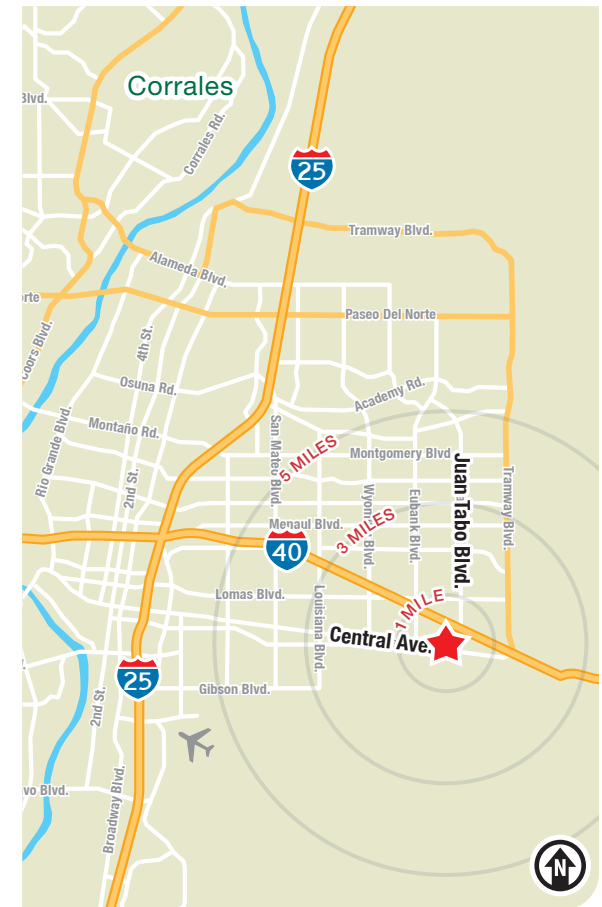 Corrales
Blvd.
Corrales Rd.
25
Tramway Blvd.
Alameda Blvd.
rte
Paseo Del Norte
Coors Blvd.
4th St.
Osuna Rd.
Academy Rd.
Montaño Rd.
San Mateo Blvd.
5 MILES
Montgomery Blvd
Juan Tabo Blvd.
Rio Grande Blvd.
2nd St.
Wyoming Blvd.
Eubank Blvd.
Tramway Blvd.
Menaul Blvd.
3 MILES
40
Lomas Blvd.
Louisiana Blvd.
1 MILE
Central Ave.
25
Gibson Blvd.
2nd St.
vo Blvd.
Broadway Blvd.
N